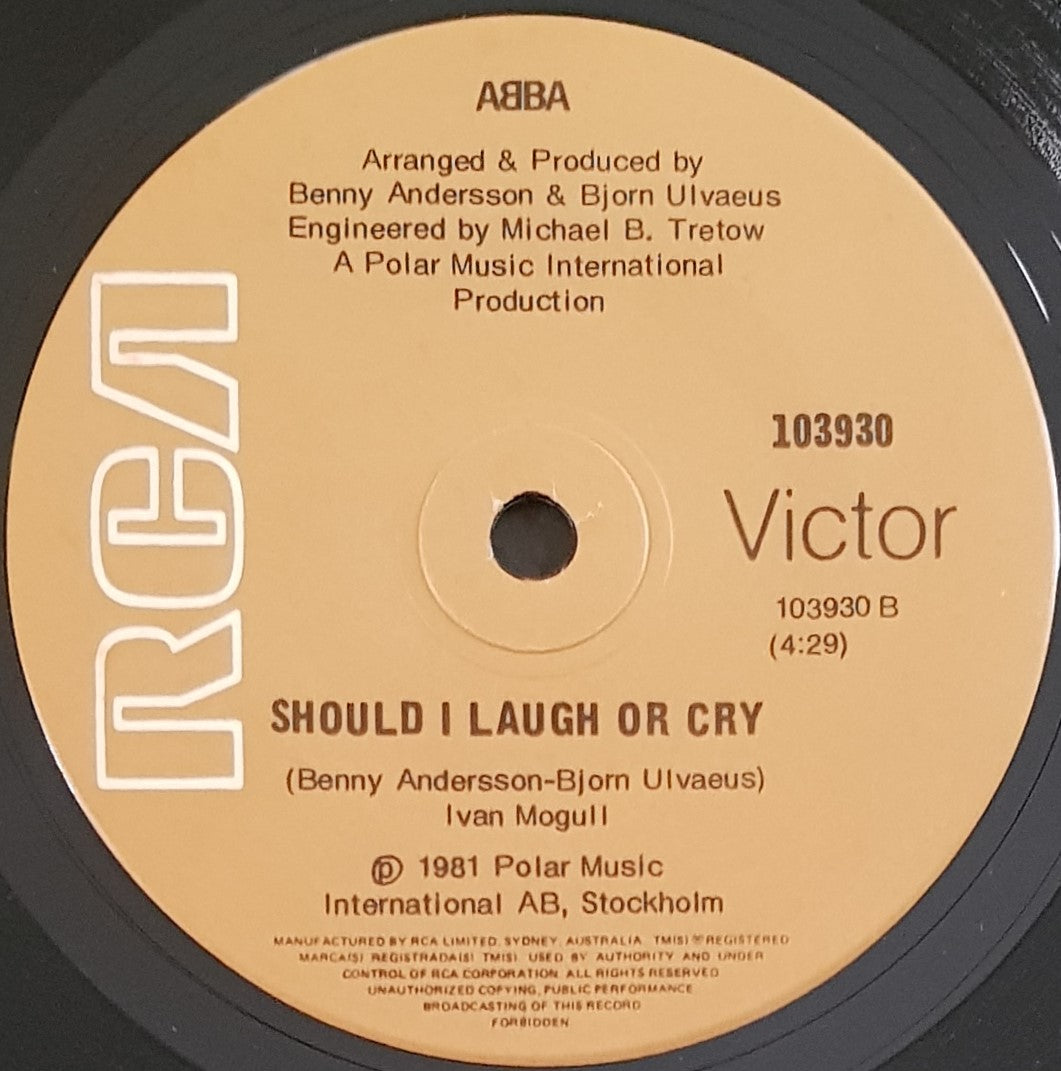 AᗺBA
Arranged & Produced by
Benny Andersson & Bjorn Ulvaeus
Engineered by Michael B. Tretow
A Polar Music International
Production
RCA
103930
Victor
103930 B
(4:29)
SHOULD I LAUGH OR CRY
(Benny Andersson-Bjorn Ulvaeus)
Ivan Mogull
℗ 1981 Polar Music
International AB, Stockholm
MANUFACTURED BY RCA LIMITED, SYDNEY, AUSTRALIA. TM(S) ® REGISTERED
MARCA(S) REGISTRADA(S) TM(S) USED BY AUTHORITY AND UNDER
CONTROL OF RCA CORPORATION. ALL RIGHTS RESERVED
UNAUTHORIZED COPYING, PUBLIC PERFORMANCE
BROADCASTING OF THIS RECORD
FORBIDDEN